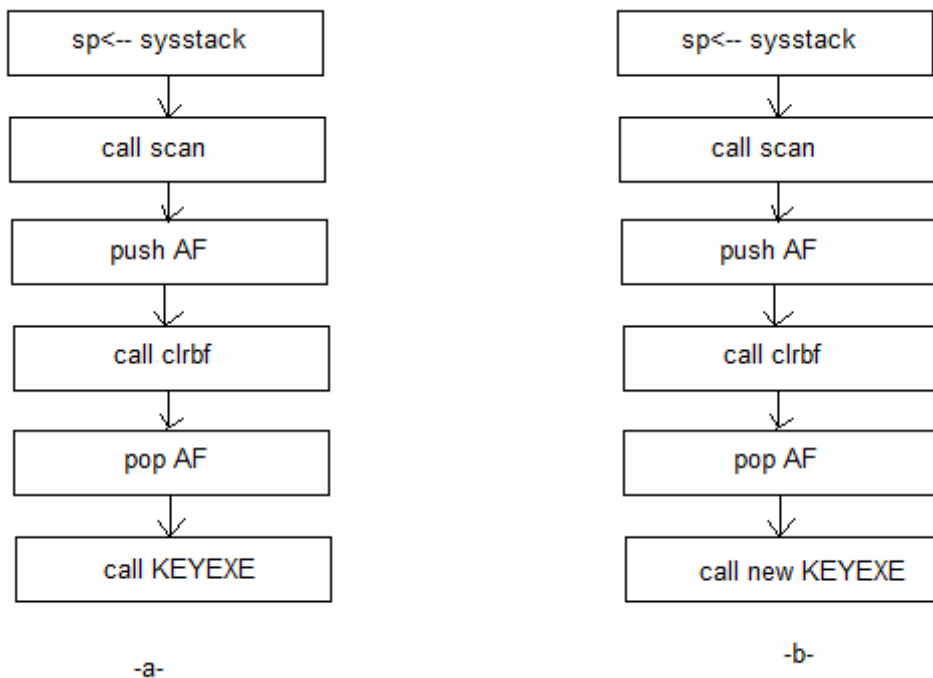 sp<-- sysstack
call scan
push AF
call clrbf
pop AF
call KEYEXE
-a-
sp<-- sysstack
call scan
push AF
call clrbf
pop AF
call new KEYEXE
-b-